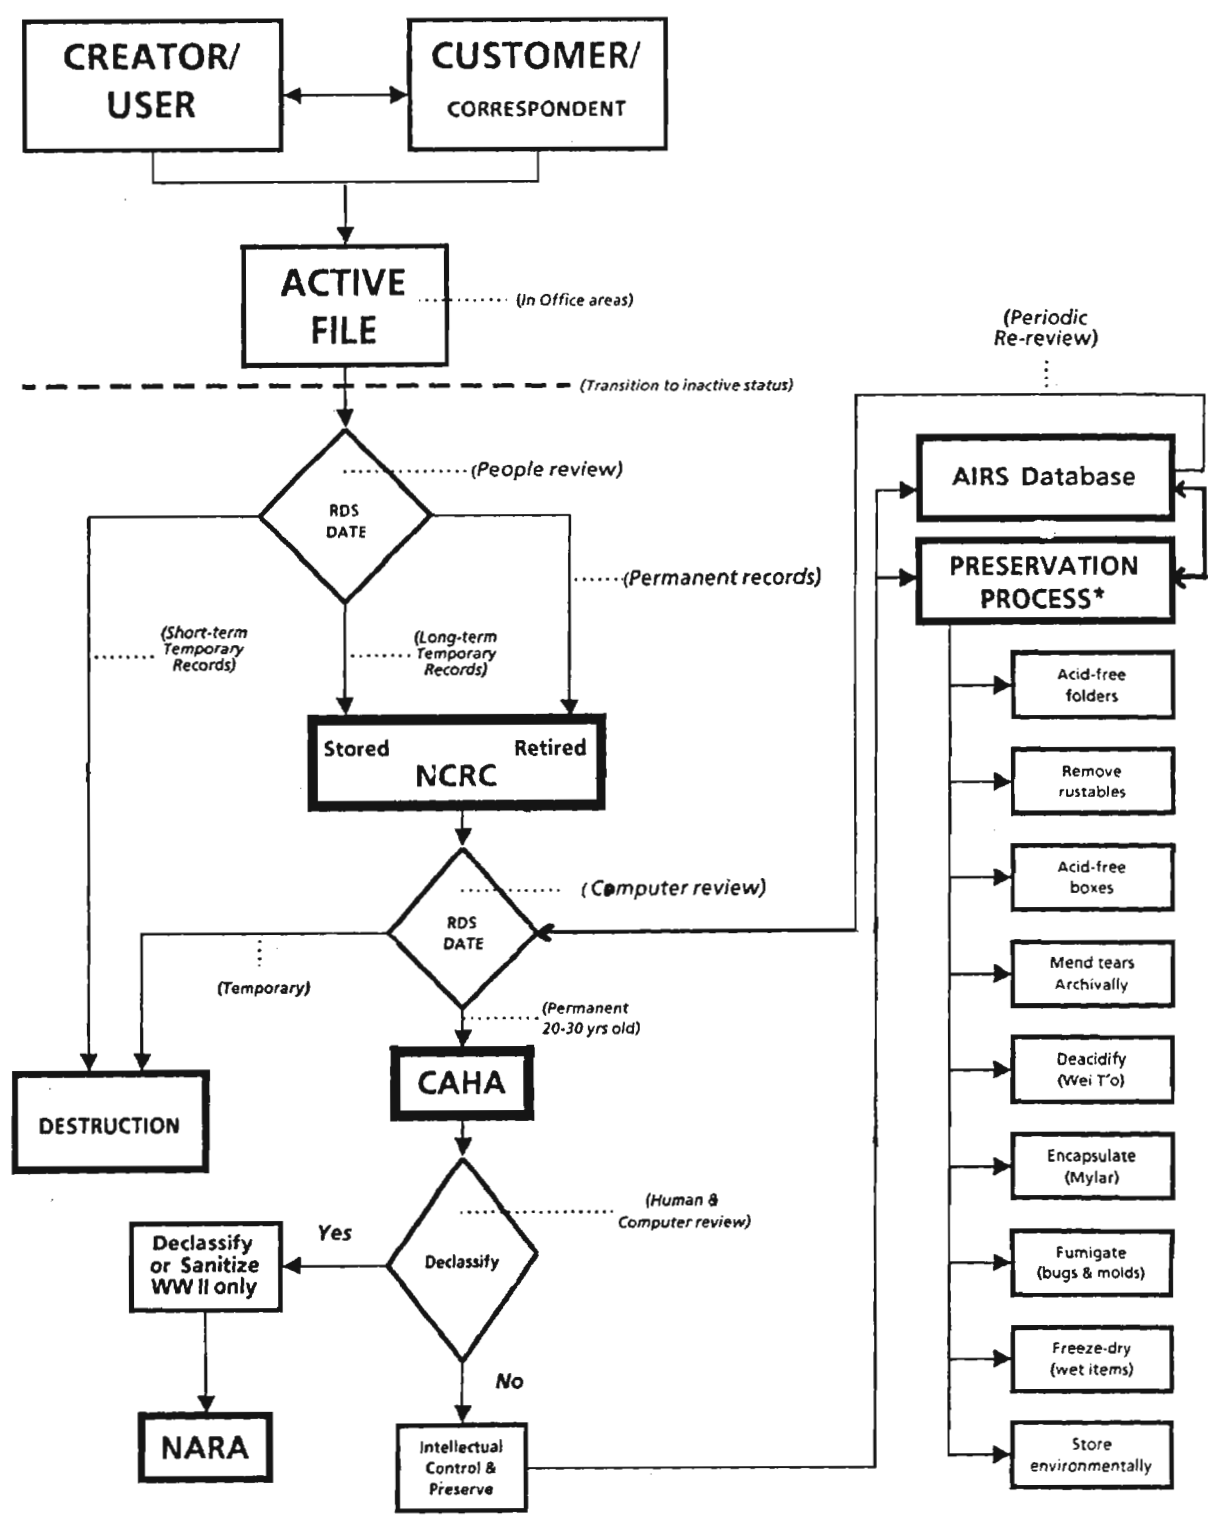 CREATOR/
USER
CUSTOMER/
CORRESPONDENT
ACTIVE
FILE
(In Office areas)
(Transition to inactive status)
(People review)
RDS
DATE
(Permanent records)
(Short-term
Temporary
Records)
(Long-term
Temporary
Records)
Stored
Retired
NCRC
(Computer review)
RDS
DATE
(Temporary)
(Permanent
20-30 yrs old)
CAHA
DESTRUCTION
(Human &
Computer review)
Declassify
Yes
Declassify
or Sanitize
WW II only
No
NARA
Intellectual
Control &
Preserve
(Periodic
Re-review)
AIRS Database
PRESERVATION
PROCESS*
Acid-free
folders
Remove
rustables
Acid-free
boxes
Mend tears
Archivally
Deacidify
(Wei T'o)
Encapsulate
(Mylar)
Fumigate
(bugs & molds)
Freeze-dry
(wet items)
Store
environmentally